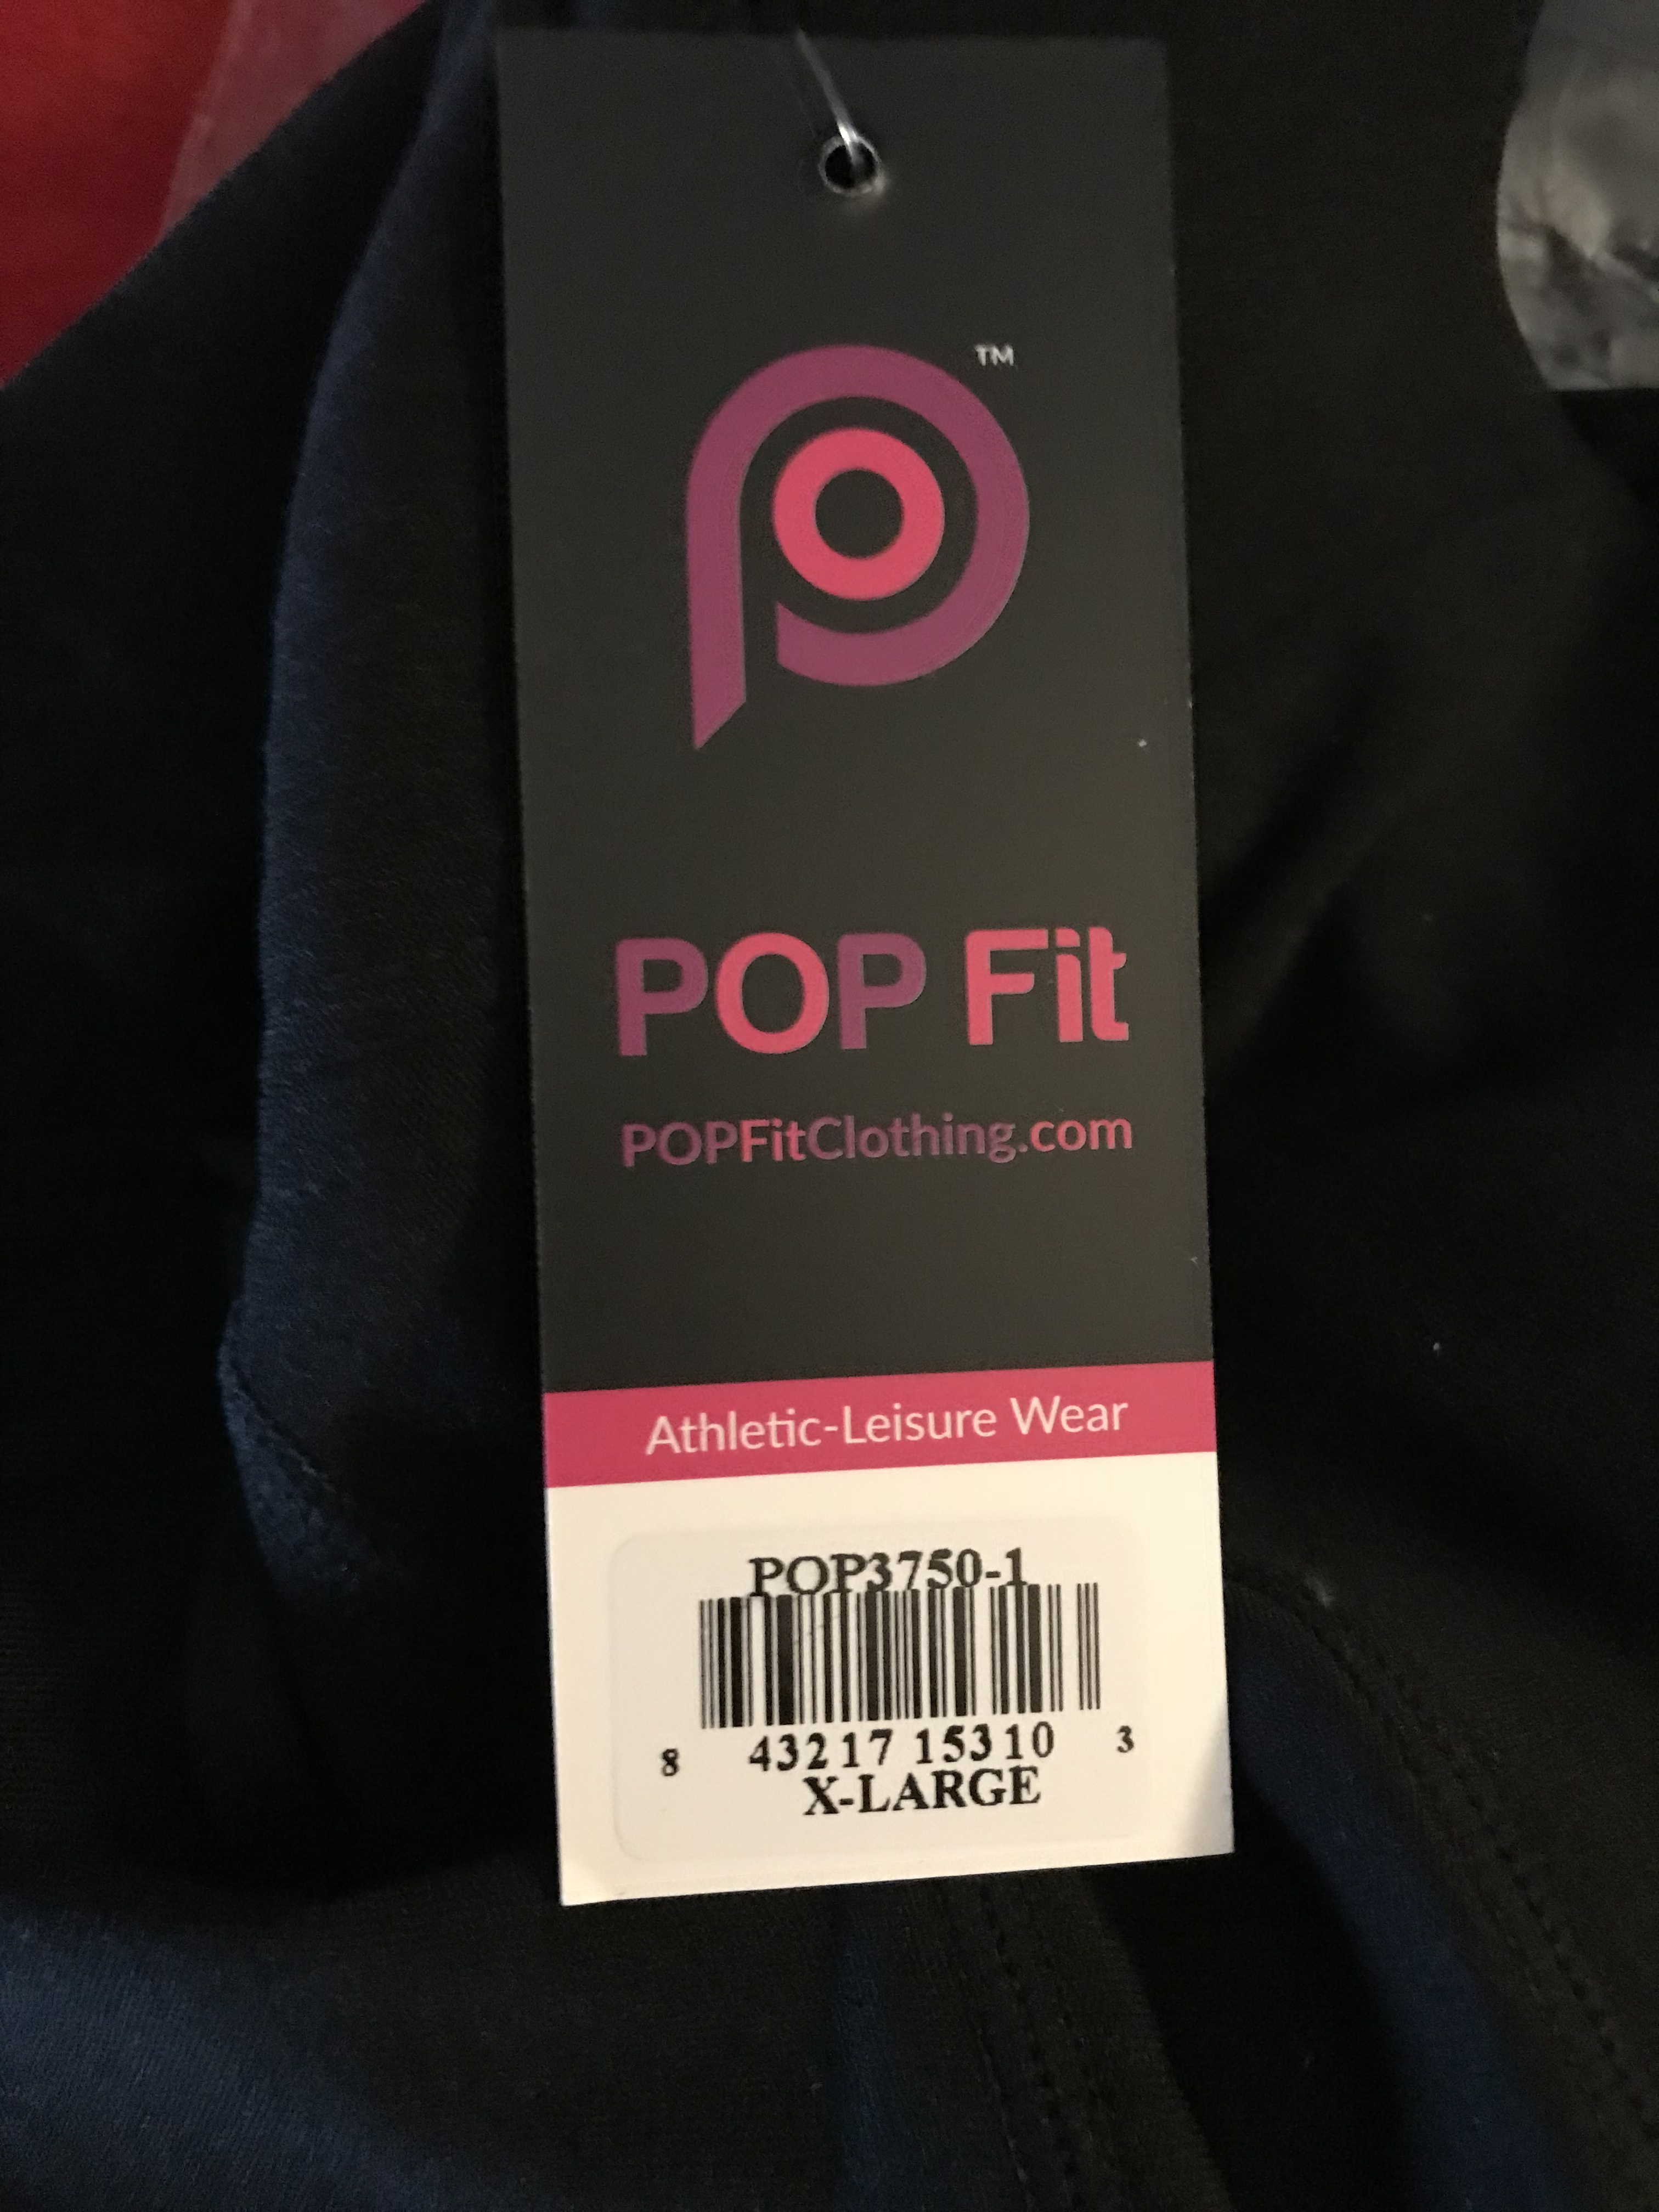 TM
POP Fit
POPFitClothing.com
Athletic-Leisure Wear
POP3750-1
8 43217 15310 3
X-LARGE